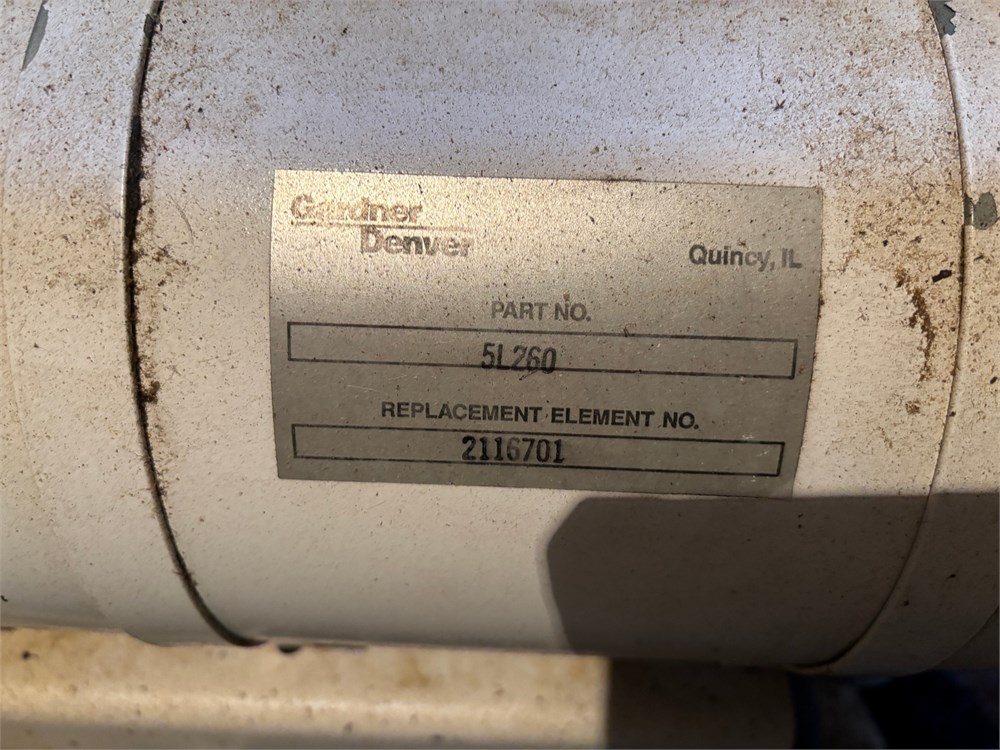 Gardner
Denver
Quincy, IL
PART NO.
5L260
REPLACEMENT ELEMENT NO.
2116701